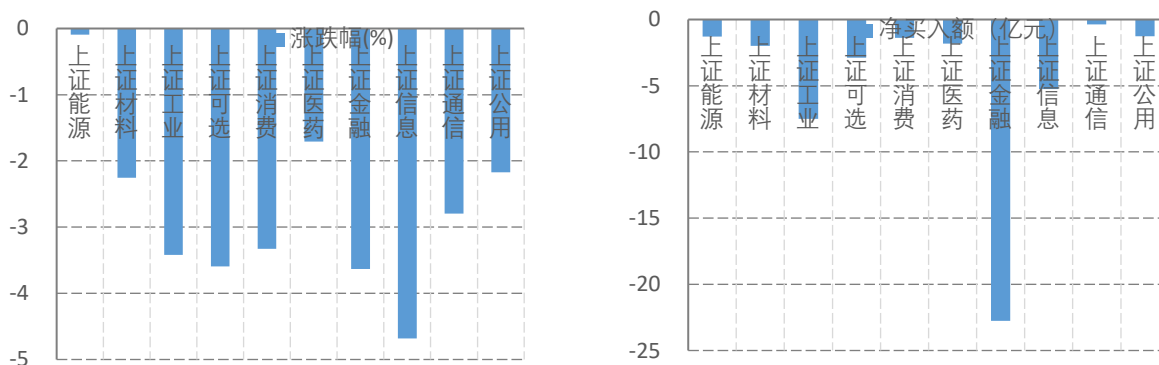 涨跌幅(%)
0
-1
-2
-3
-4
-5
上证能源
上证材料
上证工业
上证可选
上证消费
上证医药
上证金融
上证信息
上证通信
上证公用
净买入额（亿元）
0
-5
-10
-15
-20
-25
上证能源
上证材料
上证工业
上证可选
上证消费
上证医药
上证金融
上证信息
上证通信
上证公用